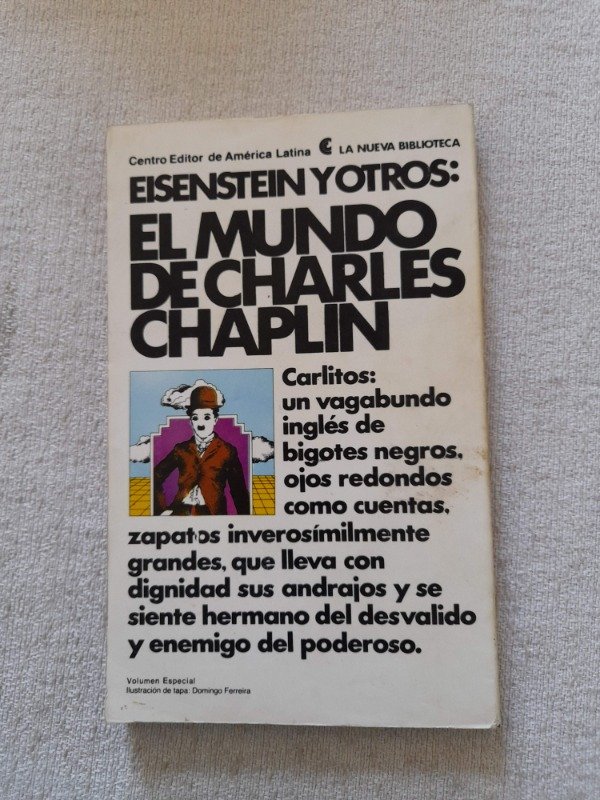 Centro Editor de América Latina LA NUEVA BIBLIOTECA
EISENSTEIN Y OTROS:
EL MUNDO
DE CHARLES
CHAPLIN
Carlitos:
un vagabundo
inglés de
bigotes negros,
ojos redondos
como cuentas,
zapatos inverosímilmente
grandes, que lleva con
dignidad sus andrajos y se
siente hermano del desvalido
y enemigo del poderoso.
Volumen Especial
Ilustración de tapa: Domingo Ferreira